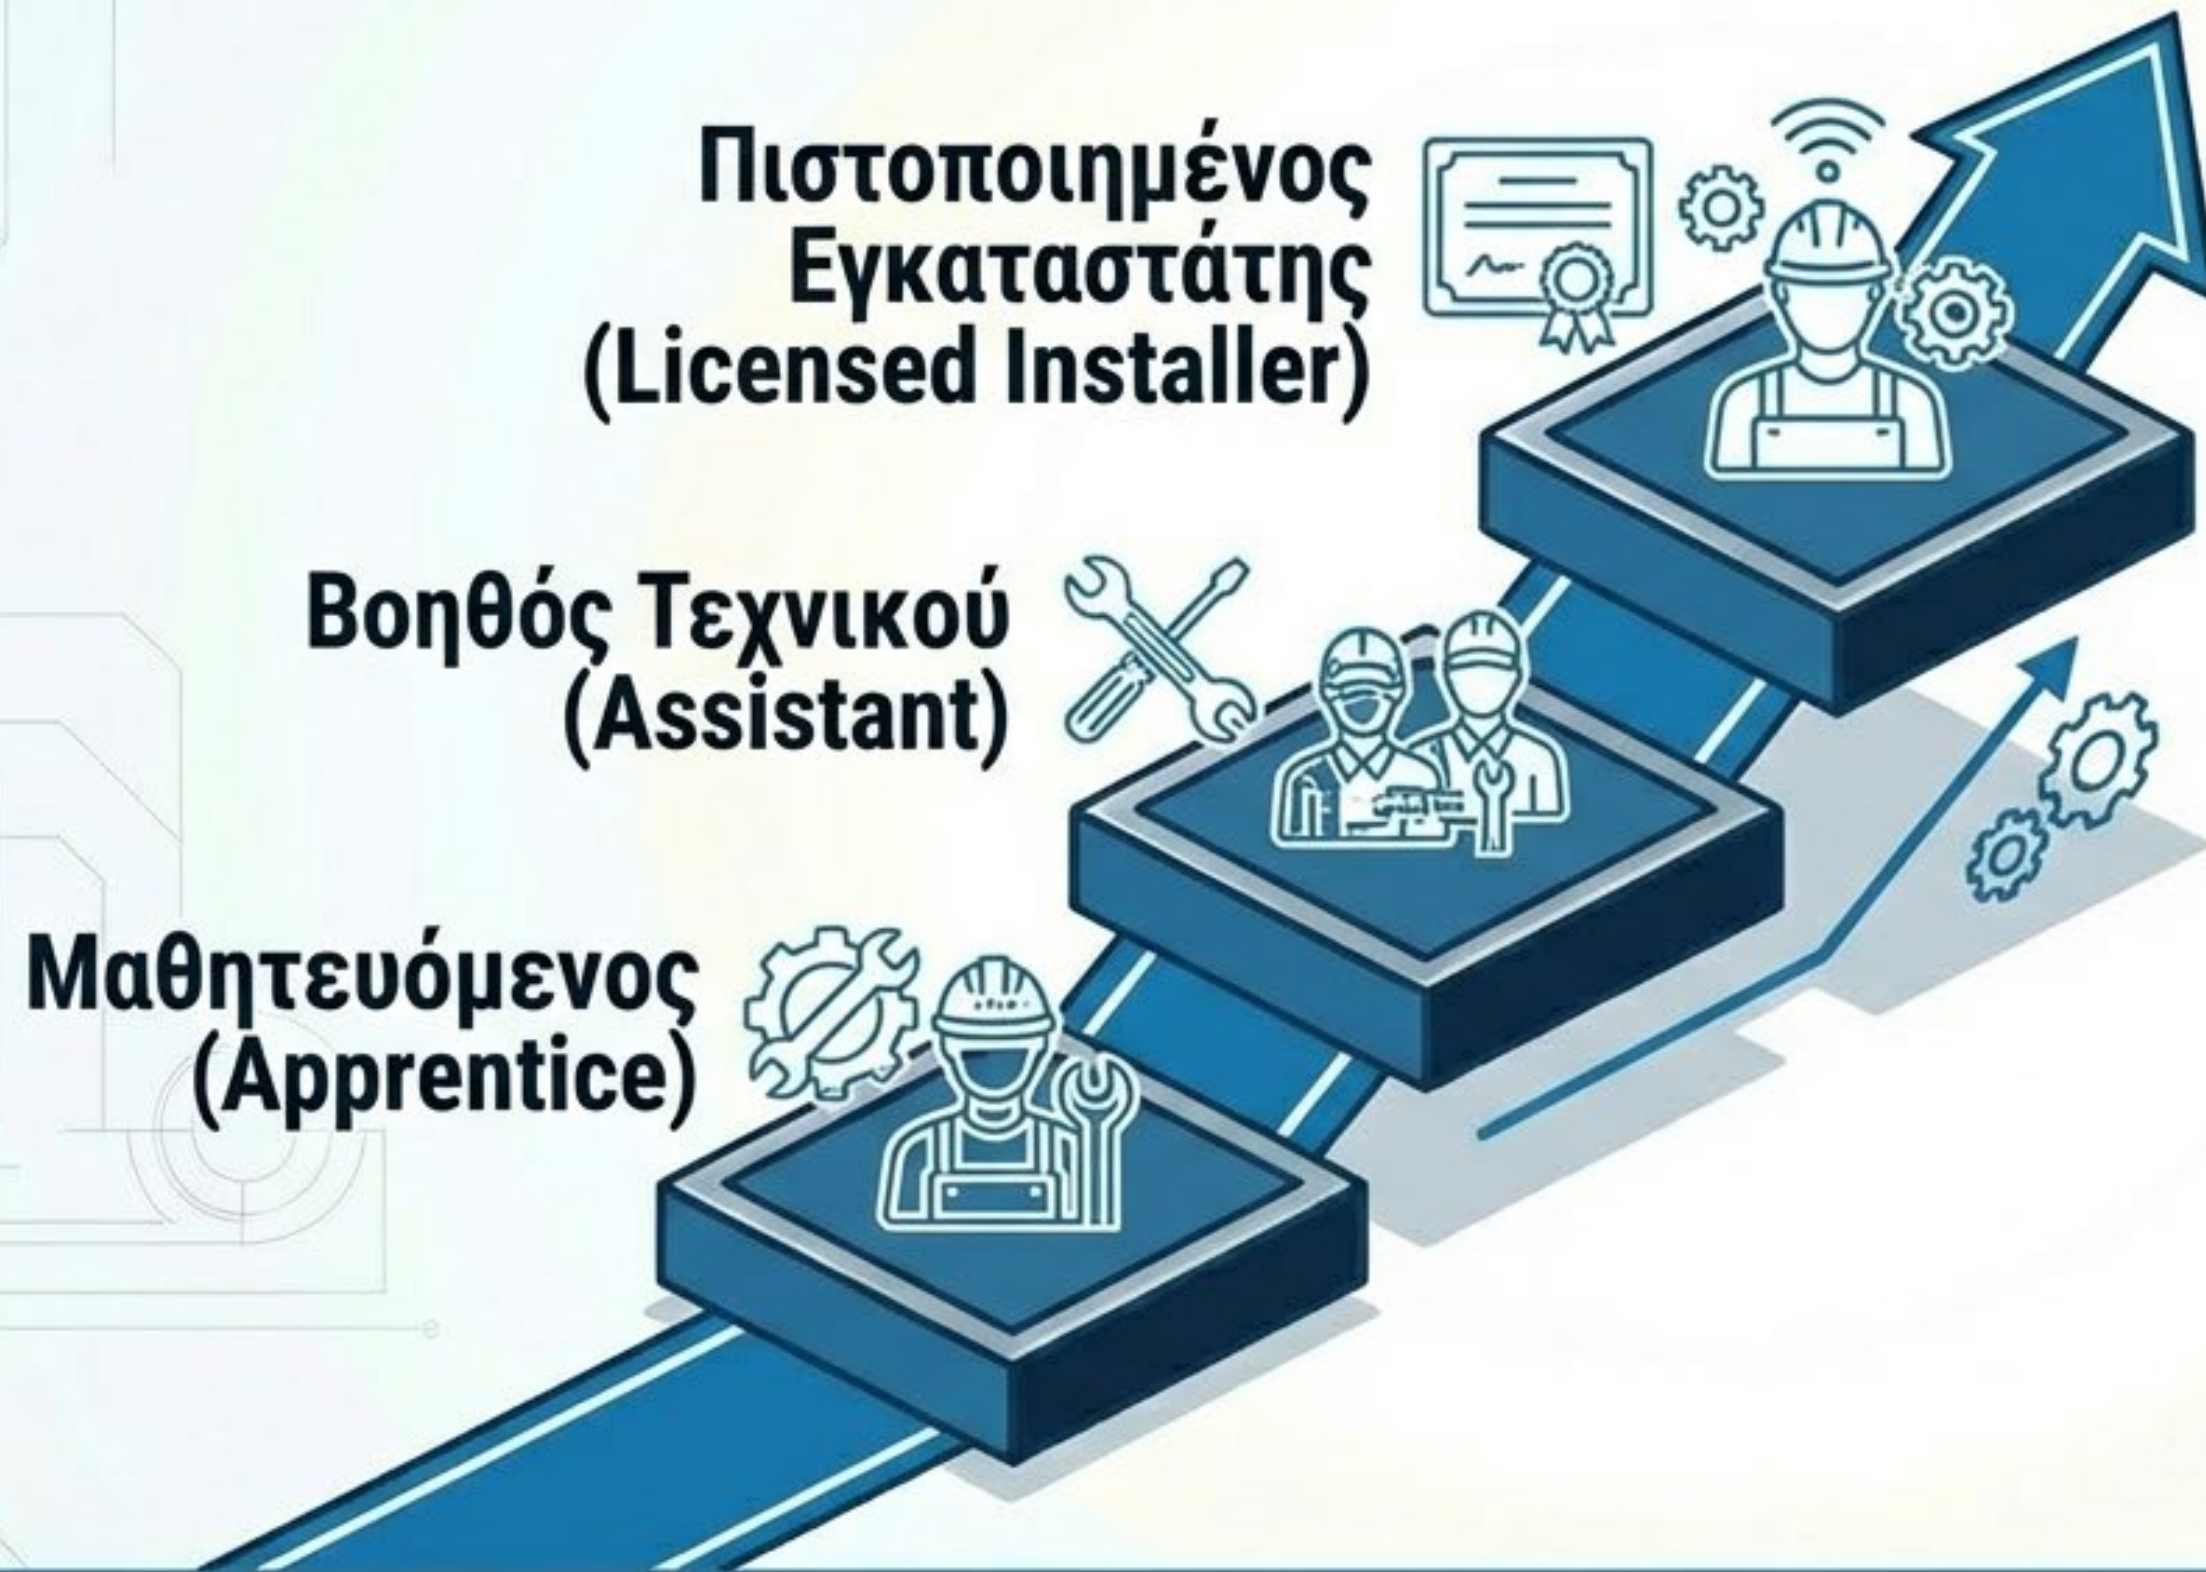 Πιστοποιημένος
Εγκαταστάτης
(Licensed Installer)
Βοηθός Τεχνικού
(Assistant)
Μαθητευόμενος
(Apprentice)